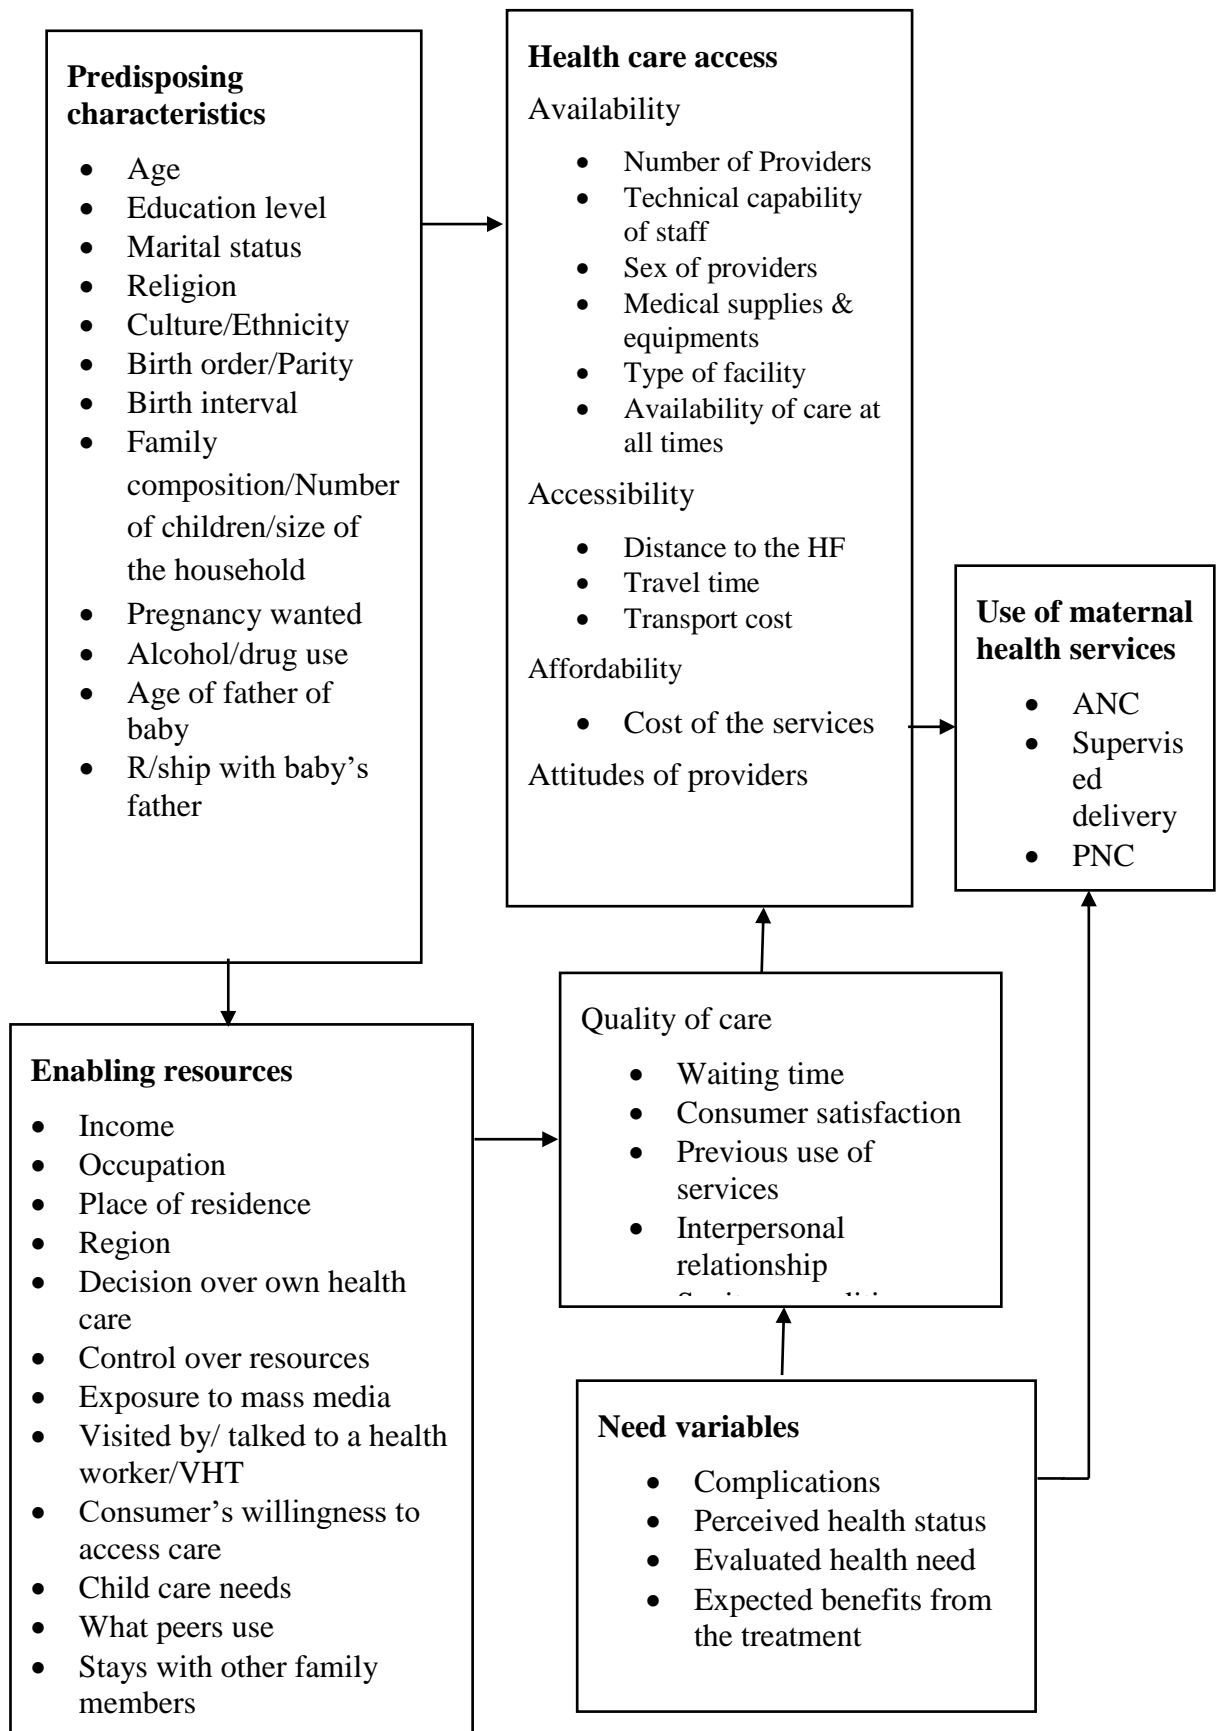 Predisposing
characteristics
• Age
• Education level
• Marital status
• Religion
• Culture/Ethnicity
• Birth order/Parity
• Birth interval
• Family
composition/Number
of children/size of
the household
• Pregnancy wanted
• Alcohol/drug use
• Age of father of
baby
• R/ship with baby’s
father
Health care access
Availability
• Number of Providers
• Technical capability
of staff
• Sex of providers
• Medical supplies &
equipments
• Type of facility
• Availability of care at
all times
Accessibility
• Distance to the HF
• Travel time
• Transport cost
Affordability
• Cost of the services
Attitudes of providers
Use of maternal
health services
• ANC
• Supervis
ed
delivery
• PNC
Enabling resources
• Income
• Occupation
• Place of residence
• Region
• Decision over own health
care
• Control over resources
• Exposure to mass media
• Visited by/ talked to a health
worker/VHT
• Consumer’s willingness to
access care
• Child care needs
• What peers use
• Stays with other family
members
Quality of care
• Waiting time
• Consumer satisfaction
• Previous use of
services
• Interpersonal
relationship
Need variables
• Complications
• Perceived health status
• Evaluated health need
• Expected benefits from
the treatment